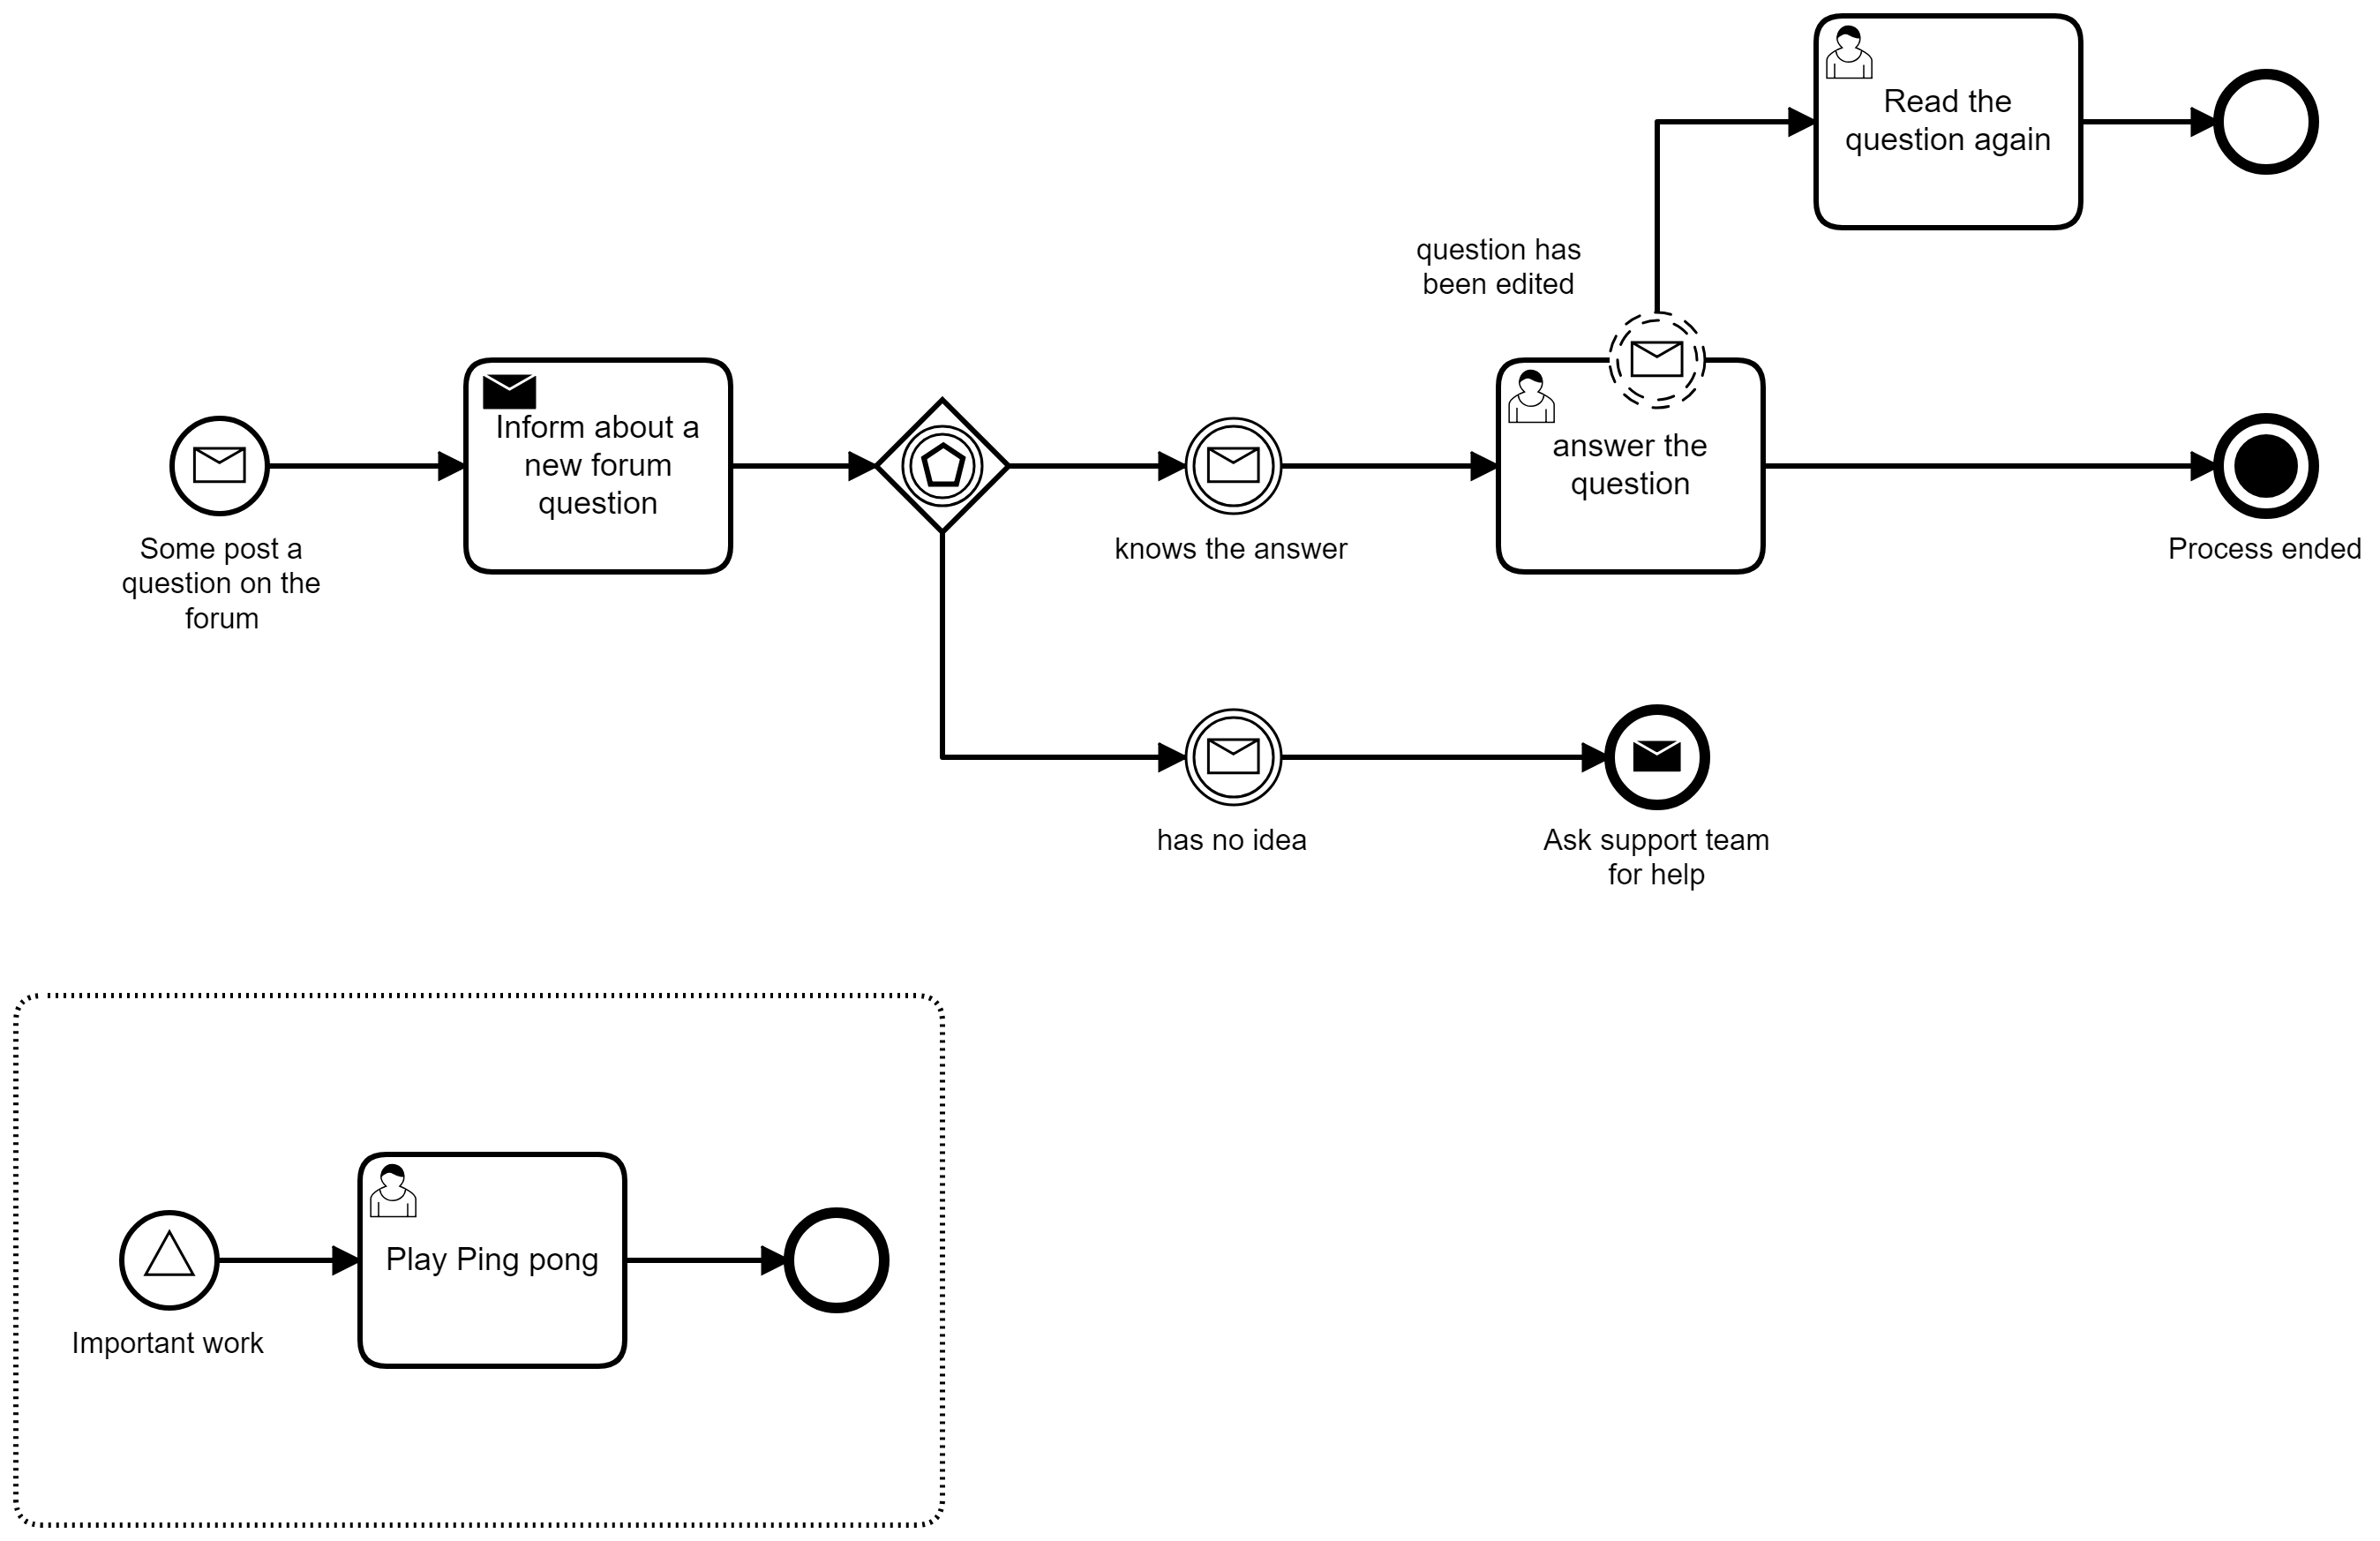 Read the
question again
question has
been edited
Inform about a
new forum
question
answer the
question
Some post a
question on the
forum
knows the answer
Process ended
has no idea
Ask support team
for help
Play Ping pong
Important work